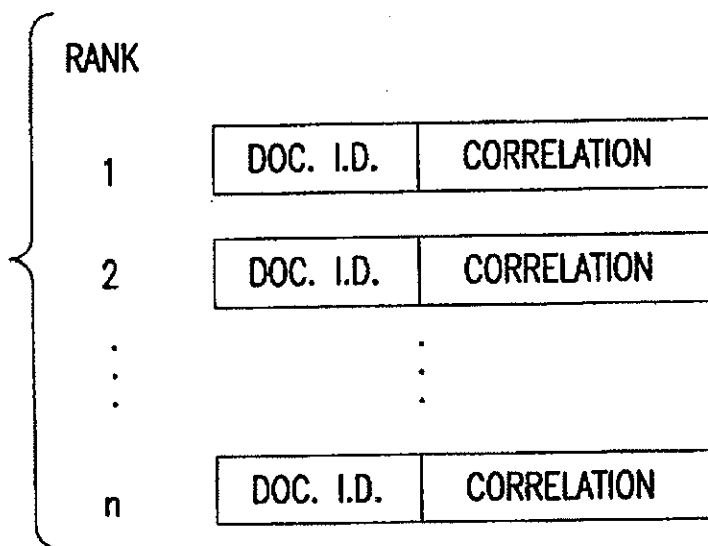 RANK
1 DOC. I.D. CORRELATION
2 DOC. I.D. CORRELATION
n DOC. I.D. CORRELATION